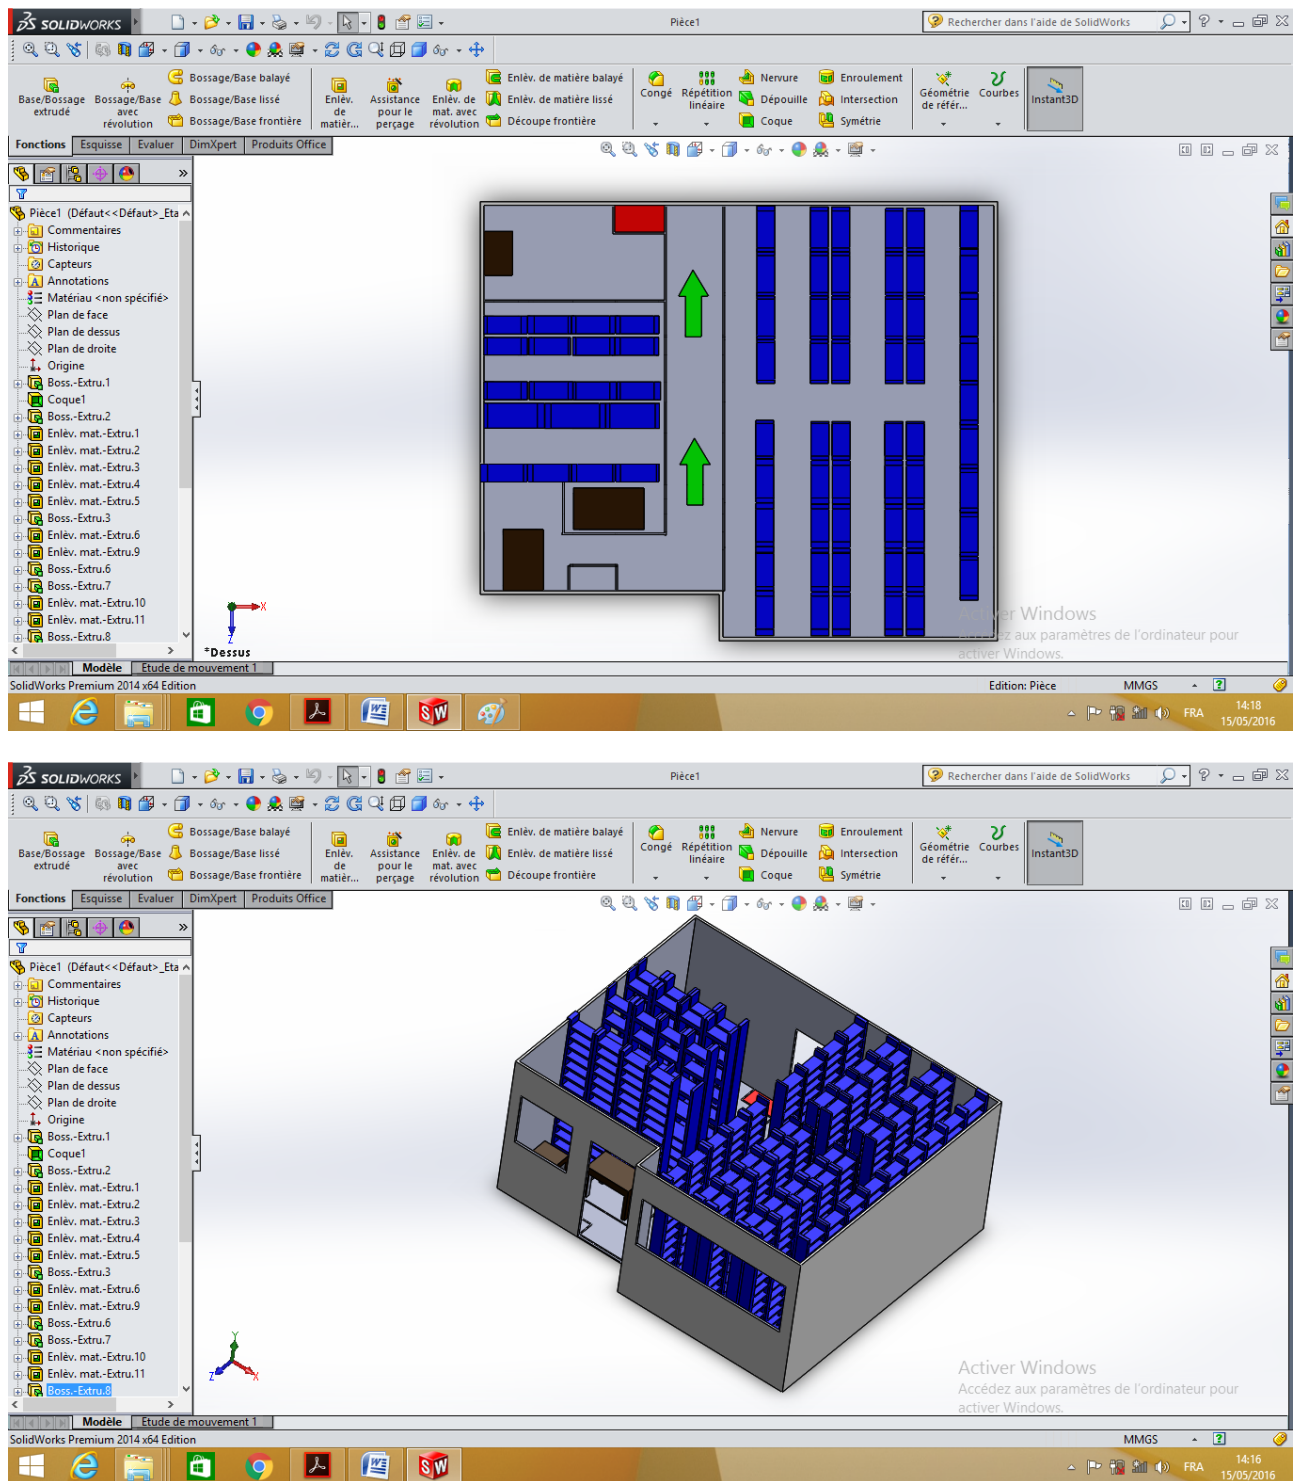 SOLIDWORKS
Pièce1
Rechercher dans l'aide de SolidWorks
Base/Bossage extrudé
Bossage/Base avec révolution
Bossage/Base balayé
Bossage/Base lissé
Bossage/Base frontière
Enlèv. de matièr...
Assistance pour le perçage
Enlèv. de mat. avec révolution
Enlèv. de matière balayé
Enlèv. de matière lissé
Découpe frontière
Congé
Répétition linéaire
Nervure
Dépouille
Coque
Enroulement
Intersection
Symétrie
Géométrie de référ...
Courbes
Instant3D
Fonctions Esquisse Evaluer DimXpert Produits Office
Pièce1 (Défaut<<Défaut>_Eta
Commentaires
Historique
Capteurs
Annotations
Matériau <non spécifié>
Plan de face
Plan de dessus
Plan de droite
Origine
Boss.-Extru.1
Coque1
Boss.-Extru.2
Enlèv. mat.-Extru.1
Enlèv. mat.-Extru.2
Enlèv. mat.-Extru.3
Enlèv. mat.-Extru.4
Enlèv. mat.-Extru.5
Boss.-Extru.3
Enlèv. mat.-Extru.6
Enlèv. mat.-Extru.9
Boss.-Extru.6
Boss.-Extru.7
Enlèv. mat.-Extru.10
Enlèv. mat.-Extru.11
Boss.-Extru.8
X
Z
*Dessus
Activer Windows
Accédez aux paramètres de l'ordinateur pour
activer Windows.
Modèle Etude de mouvement 1
SolidWorks Premium 2014 x64 Edition
Edition: Pièce
MMGS
FRA
14:18
15/05/2016
SOLIDWORKS
Pièce1
Rechercher dans l'aide de SolidWorks
Base/Bossage extrudé
Bossage/Base avec révolution
Bossage/Base balayé
Bossage/Base lissé
Bossage/Base frontière
Enlèv. de matièr...
Assistance pour le perçage
Enlèv. de mat. avec révolution
Enlèv. de matière balayé
Enlèv. de matière lissé
Découpe frontière
Congé
Répétition linéaire
Nervure
Dépouille
Coque
Enroulement
Intersection
Symétrie
Géométrie de référ...
Courbes
Instant3D
Fonctions Esquisse Evaluer DimXpert Produits Office
Pièce1 (Défaut<<Défaut>_Eta
Commentaires
Historique
Capteurs
Annotations
Matériau <non spécifié>
Plan de face
Plan de dessus
Plan de droite
Origine
Boss.-Extru.1
Coque1
Boss.-Extru.2
Enlèv. mat.-Extru.1
Enlèv. mat.-Extru.2
Enlèv. mat.-Extru.3
Enlèv. mat.-Extru.4
Enlèv. mat.-Extru.5
Boss.-Extru.3
Enlèv. mat.-Extru.6
Enlèv. mat.-Extru.9
Boss.-Extru.6
Boss.-Extru.7
Enlèv. mat.-Extru.10
Enlèv. mat.-Extru.11
Boss.-Extru.8
Y
Z
X
Activer Windows
Accédez aux paramètres de l'ordinateur pour
activer Windows.
Modèle Etude de mouvement 1
SolidWorks Premium 2014 x64 Edition
MMGS
FRA
14:16
15/05/2016